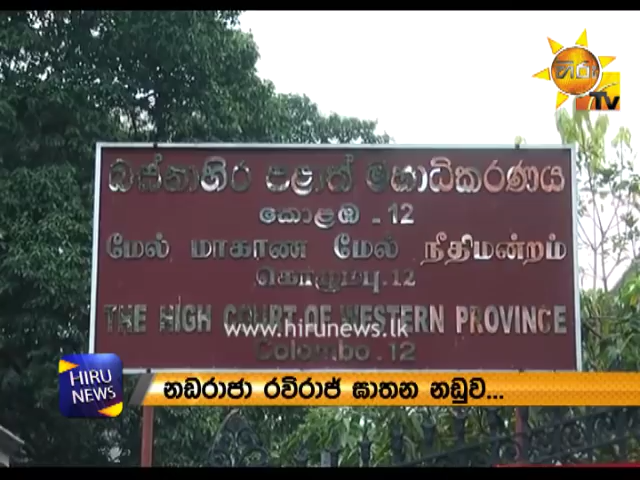 හිරු
TV
බස්නාහිර පළාත් මහාධිකරණය
කොළඹ - 12
மேல் மாகாண மேல் நீதிமன்றம்
கொழும்பு - 12
THE HIGH COURT OF WESTERN PROVINCE
www.hirunews.lk
Colombo . 12
HIRU
NEWS
නඩරාජා රවිරාජ් ඝාතන නඩුව...